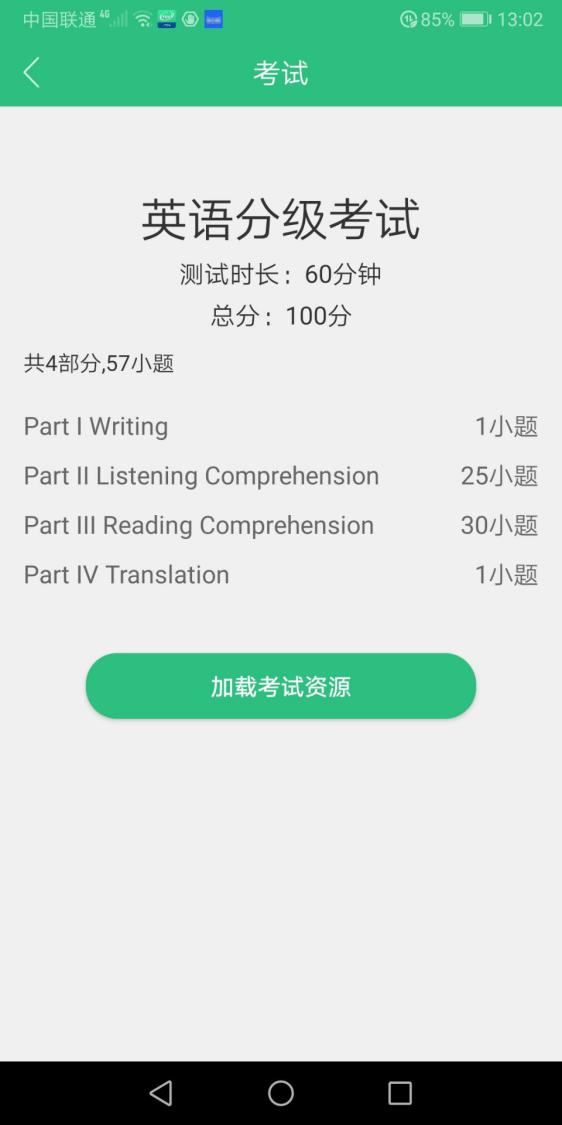 中国联通 4G 85% 13:02
考试
英语分级考试
测试时长：60分钟
总分：100分
共4部分,57小题
Part I Writing 1小题
Part II Listening Comprehension 25小题
Part III Reading Comprehension 30小题
Part IV Translation 1小题
加载考试资源